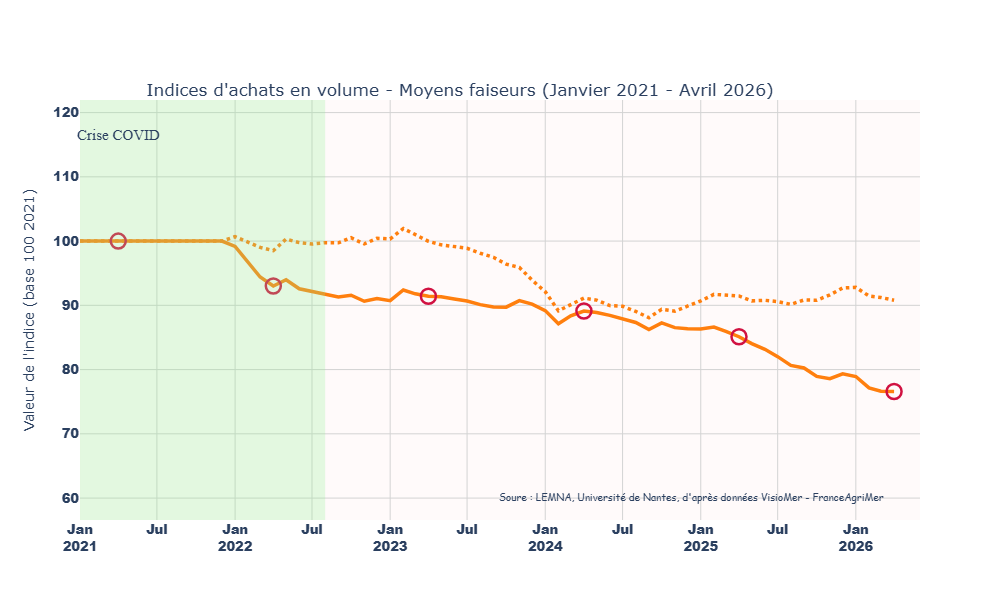 Indices d'achats en volume - Moyens faiseurs (Janvier 2021 - Avril 2026)
120
Crise COVID
110
100
90
80
70
60
Valeur de l'indice (base 100 2021)
Soure : LEMNA, Université de Nantes, d'après données VisioMer - FranceAgriMer
Jan Jul Jan Jul Jan Jul Jan Jul Jan Jul Jan
2021 2022 2023 2024 2025 2026